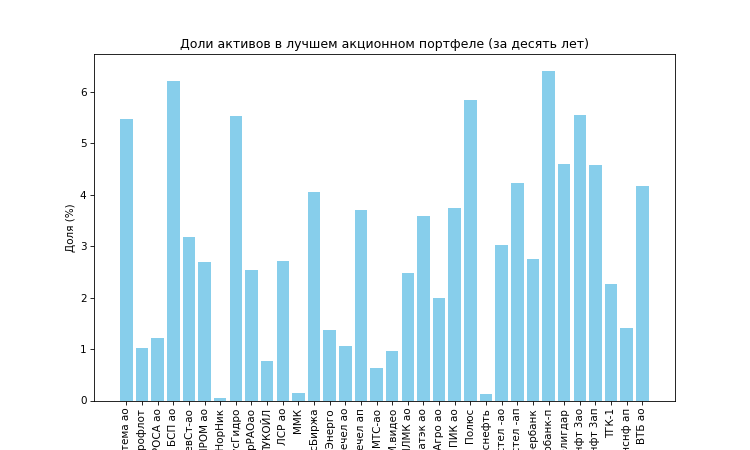 Доли активов в лучшем акционном портфеле (за десять лет)
Доля (%)
6
5
4
3
2
1
0
тема ао
рофлот
РОСА ао
БСП ао
евСт-ао
ПРОМ ао
НорНик
сГидро
рРАОао
ЛУКОЙЛ
ЛСР ао
ММК
сБиржа
Энерго
ечел ао
ечел ап
МТС-ао
М.видео
ЛМК ао
атэк ао
Агро ао
ПИК ао
Полюс
снефть
стел -ао
стел -ап
ербанк
рбанк-п
лигдар
нфт 3ао
нфт 3ап
ТГК-1
нснф ап
ВТБ ао